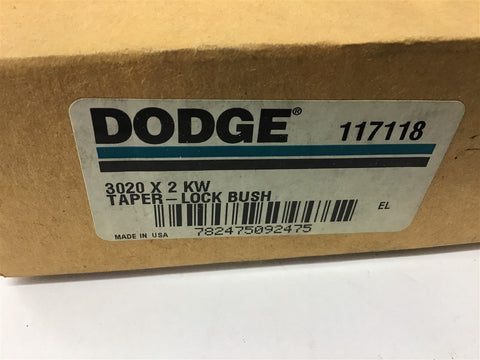 DODGE® 117118
3020 X 2 KW
TAPER-LOCK BUSH
EL
MADE IN USA 782475092475